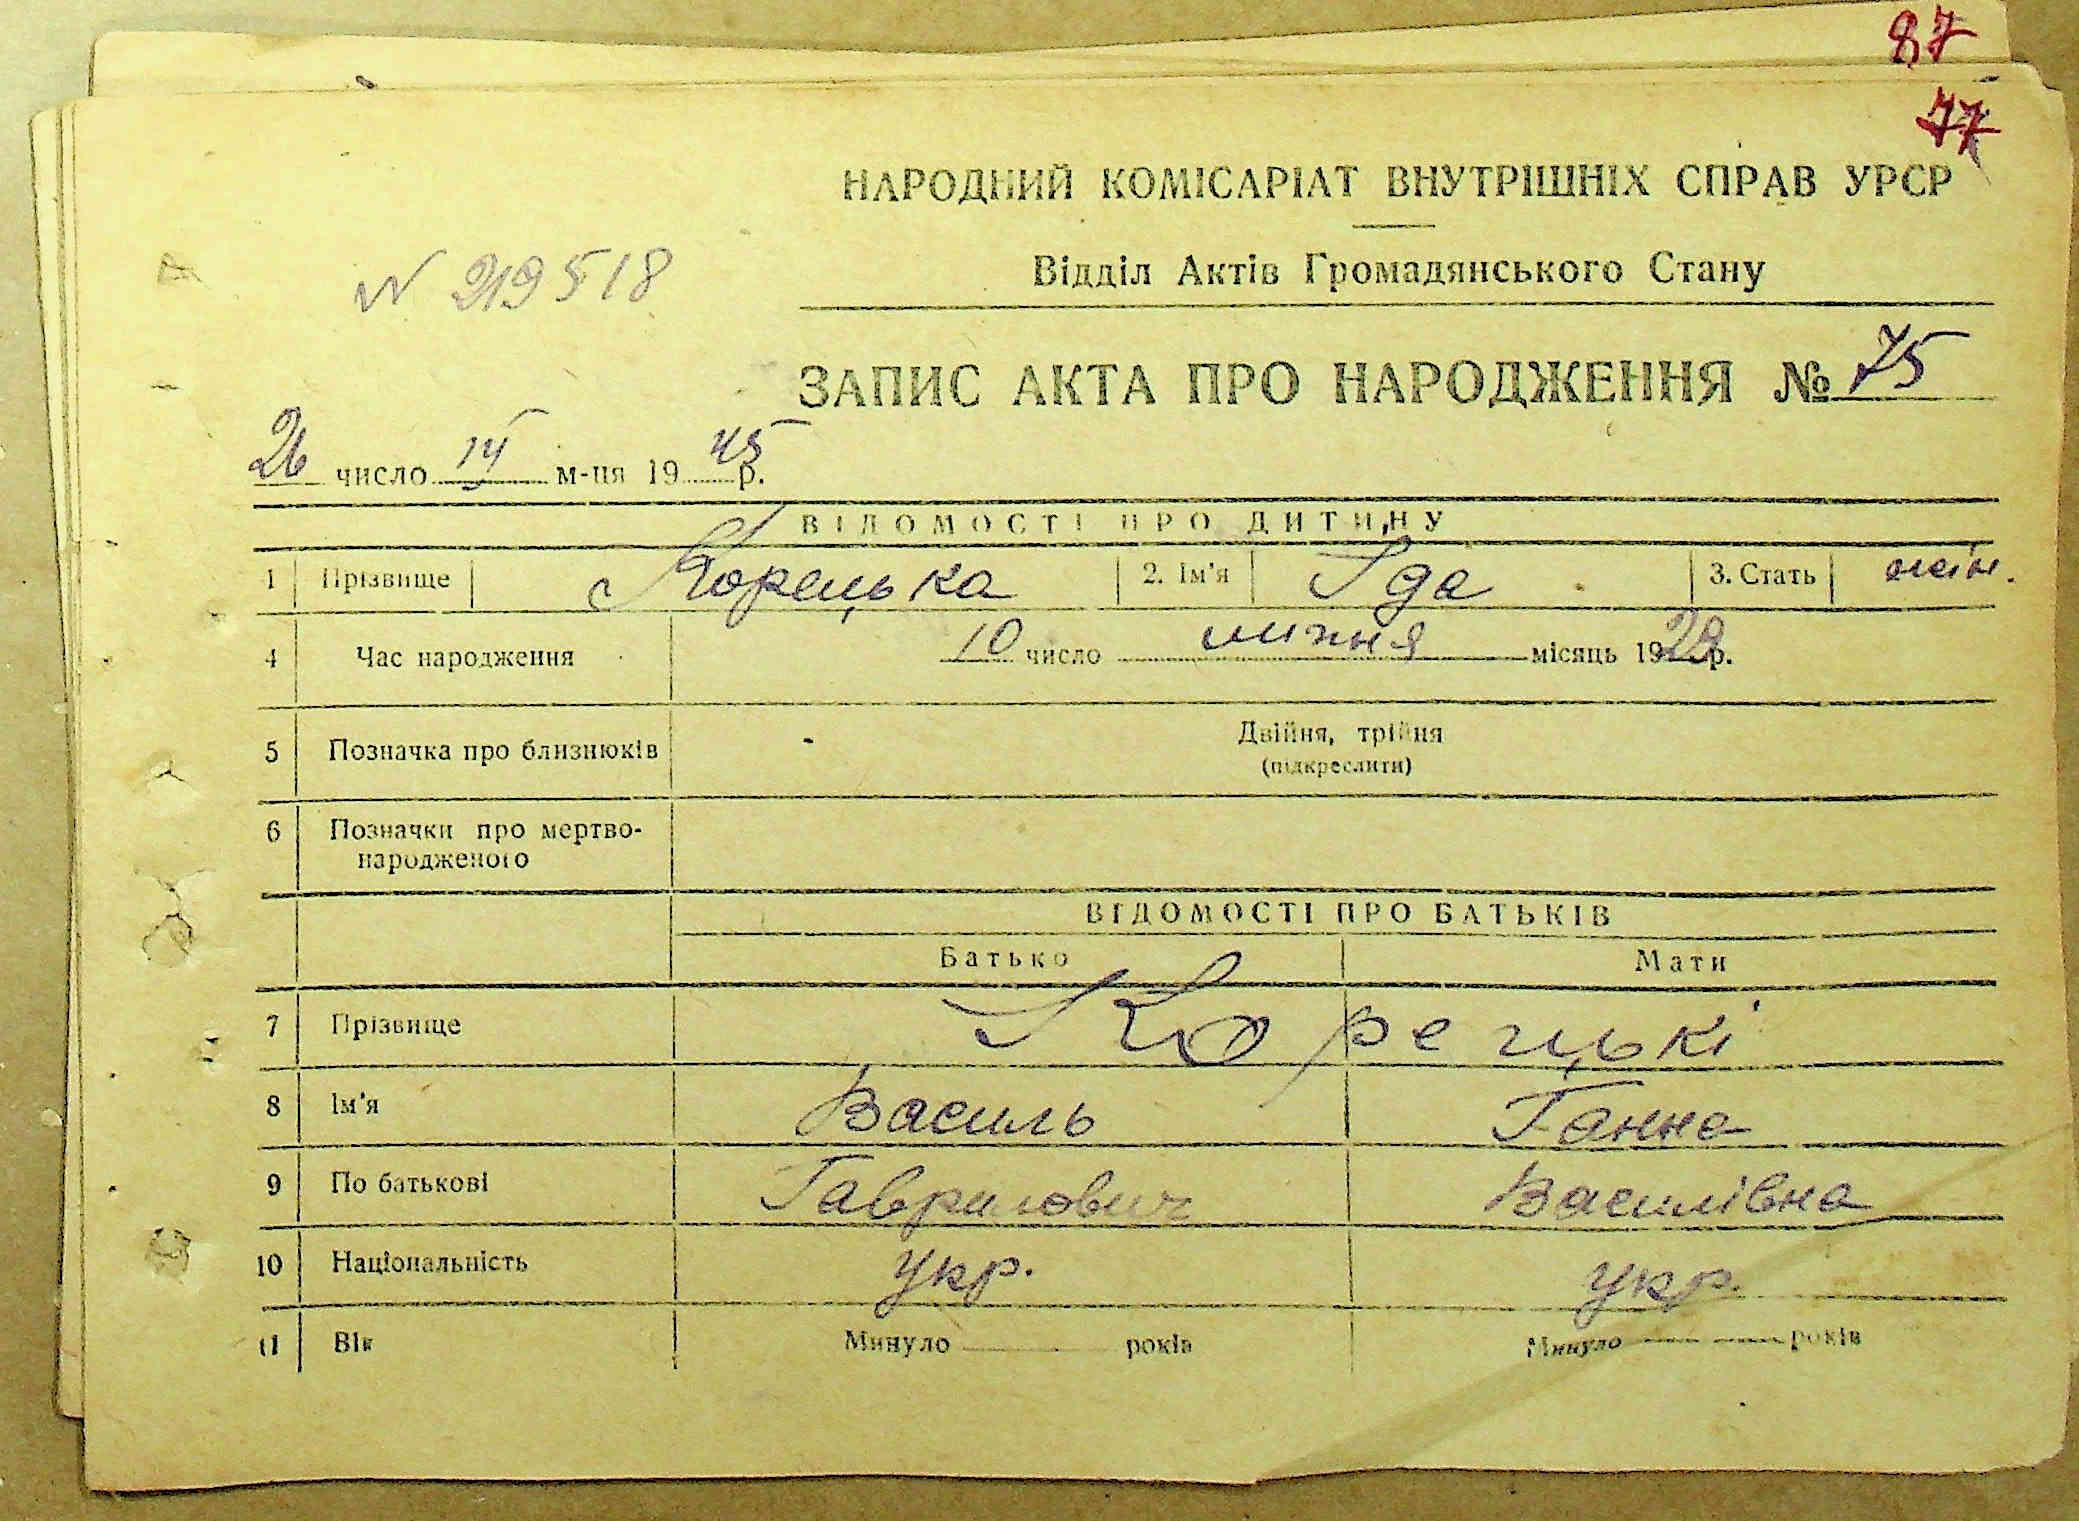 87
77
НАРОДНИЙ КОМІСАРІАТ ВНУТРІШНІХ СПРАВ УРСР
Відділ Актів Громадянського Стану
N 219518
ЗАПИС АКТА ПРО НАРОДЖЕННЯ № 75
26 число IV м-ця 1945 р.
ВІДОМОСТІ ПРО ДИТИНУ
1 Прізвище Корецька 2. Ім'я Іда 3. Стать жін.
4 Час народження 10 число липня місяць 1928 р.
5 Позначка про близнюків Двійня, трійня
(підкреслити)
6 Позначки про мертво-
народженого
ВІДОМОСТІ ПРО БАТЬКІВ
Батько Мати
7 Прізвище Корецькі
8 Ім'я Василь Ганна
9 По батькові Гаврилович Василівна
10 Національність укр. укр.
11 Вік Минуло років Минуло років